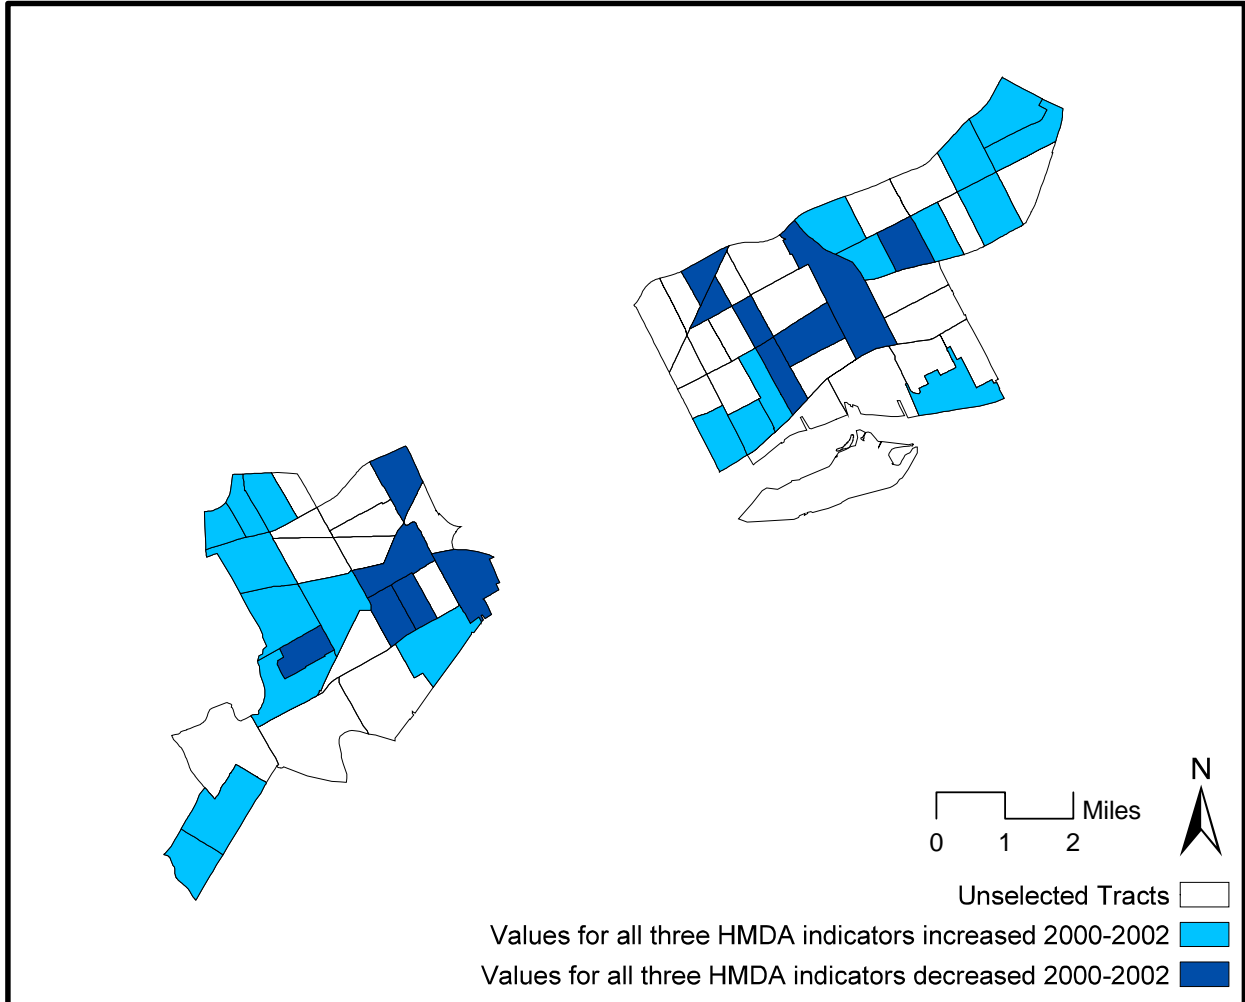 N
Miles
0 1 2
Unselected Tracts
Values for all three HMDA indicators increased 2000-2002
Values for all three HMDA indicators decreased 2000-2002